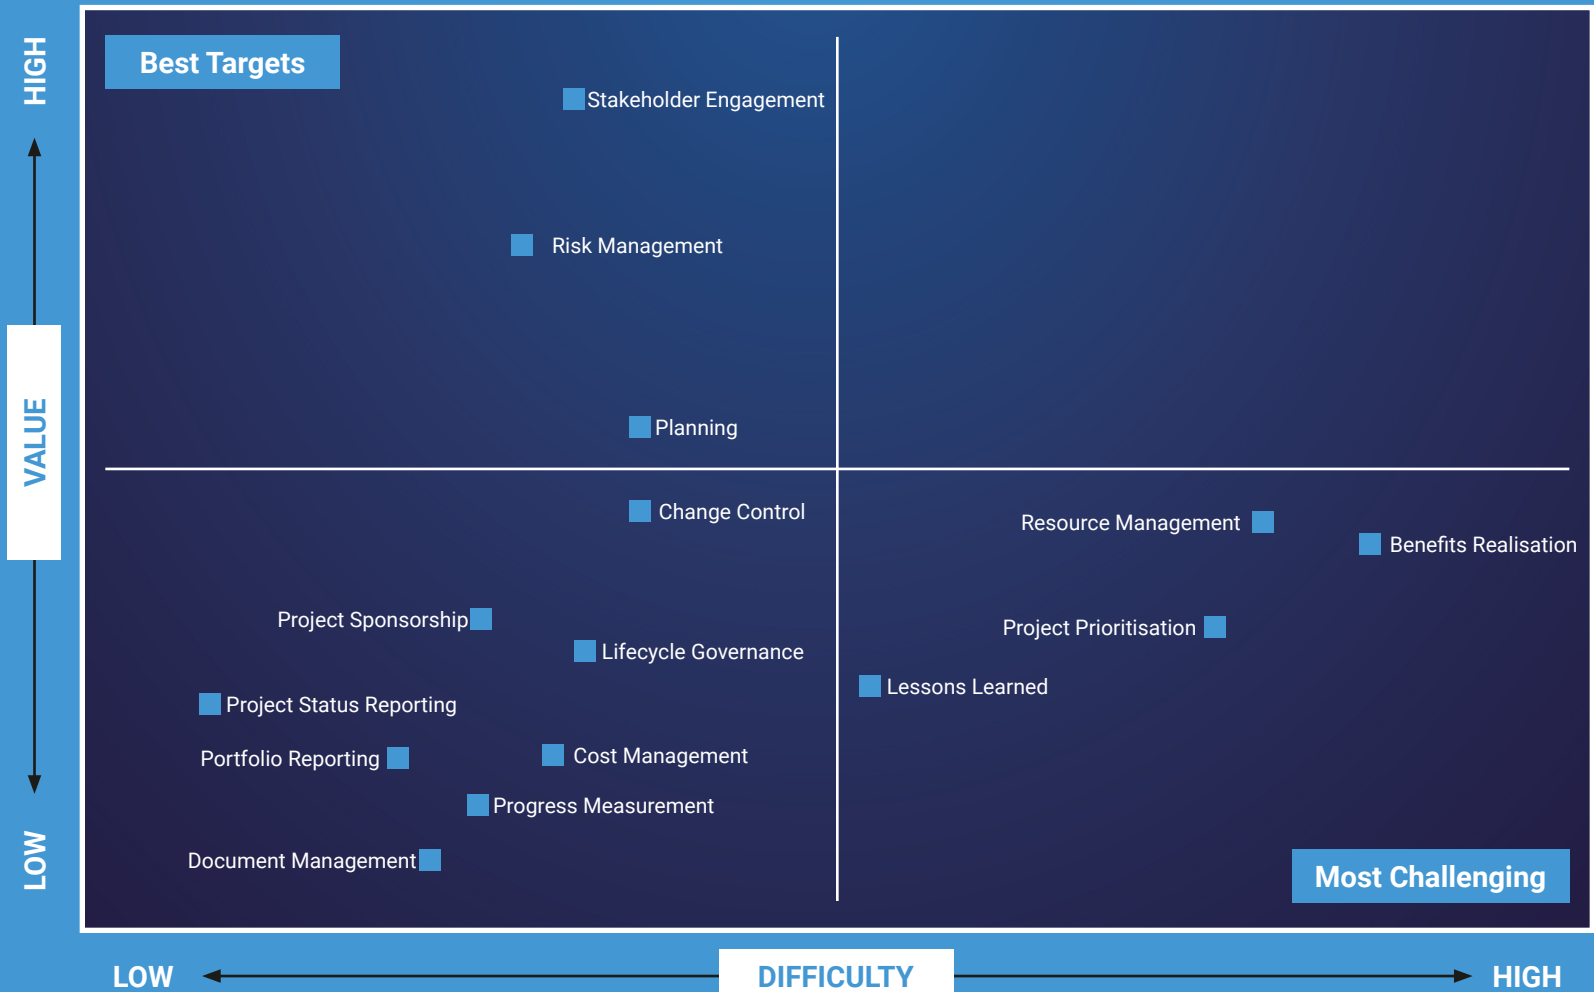 HIGH
VALUE
LOW
Best Targets
Stakeholder Engagement
Risk Management
Planning
Change Control
Resource Management
Benefits Realisation
Project Sponsorship
Project Prioritisation
Lifecycle Governance
Lessons Learned
Project Status Reporting
Portfolio Reporting
Cost Management
Progress Measurement
Document Management
Most Challenging
LOW
DIFFICULTY
HIGH